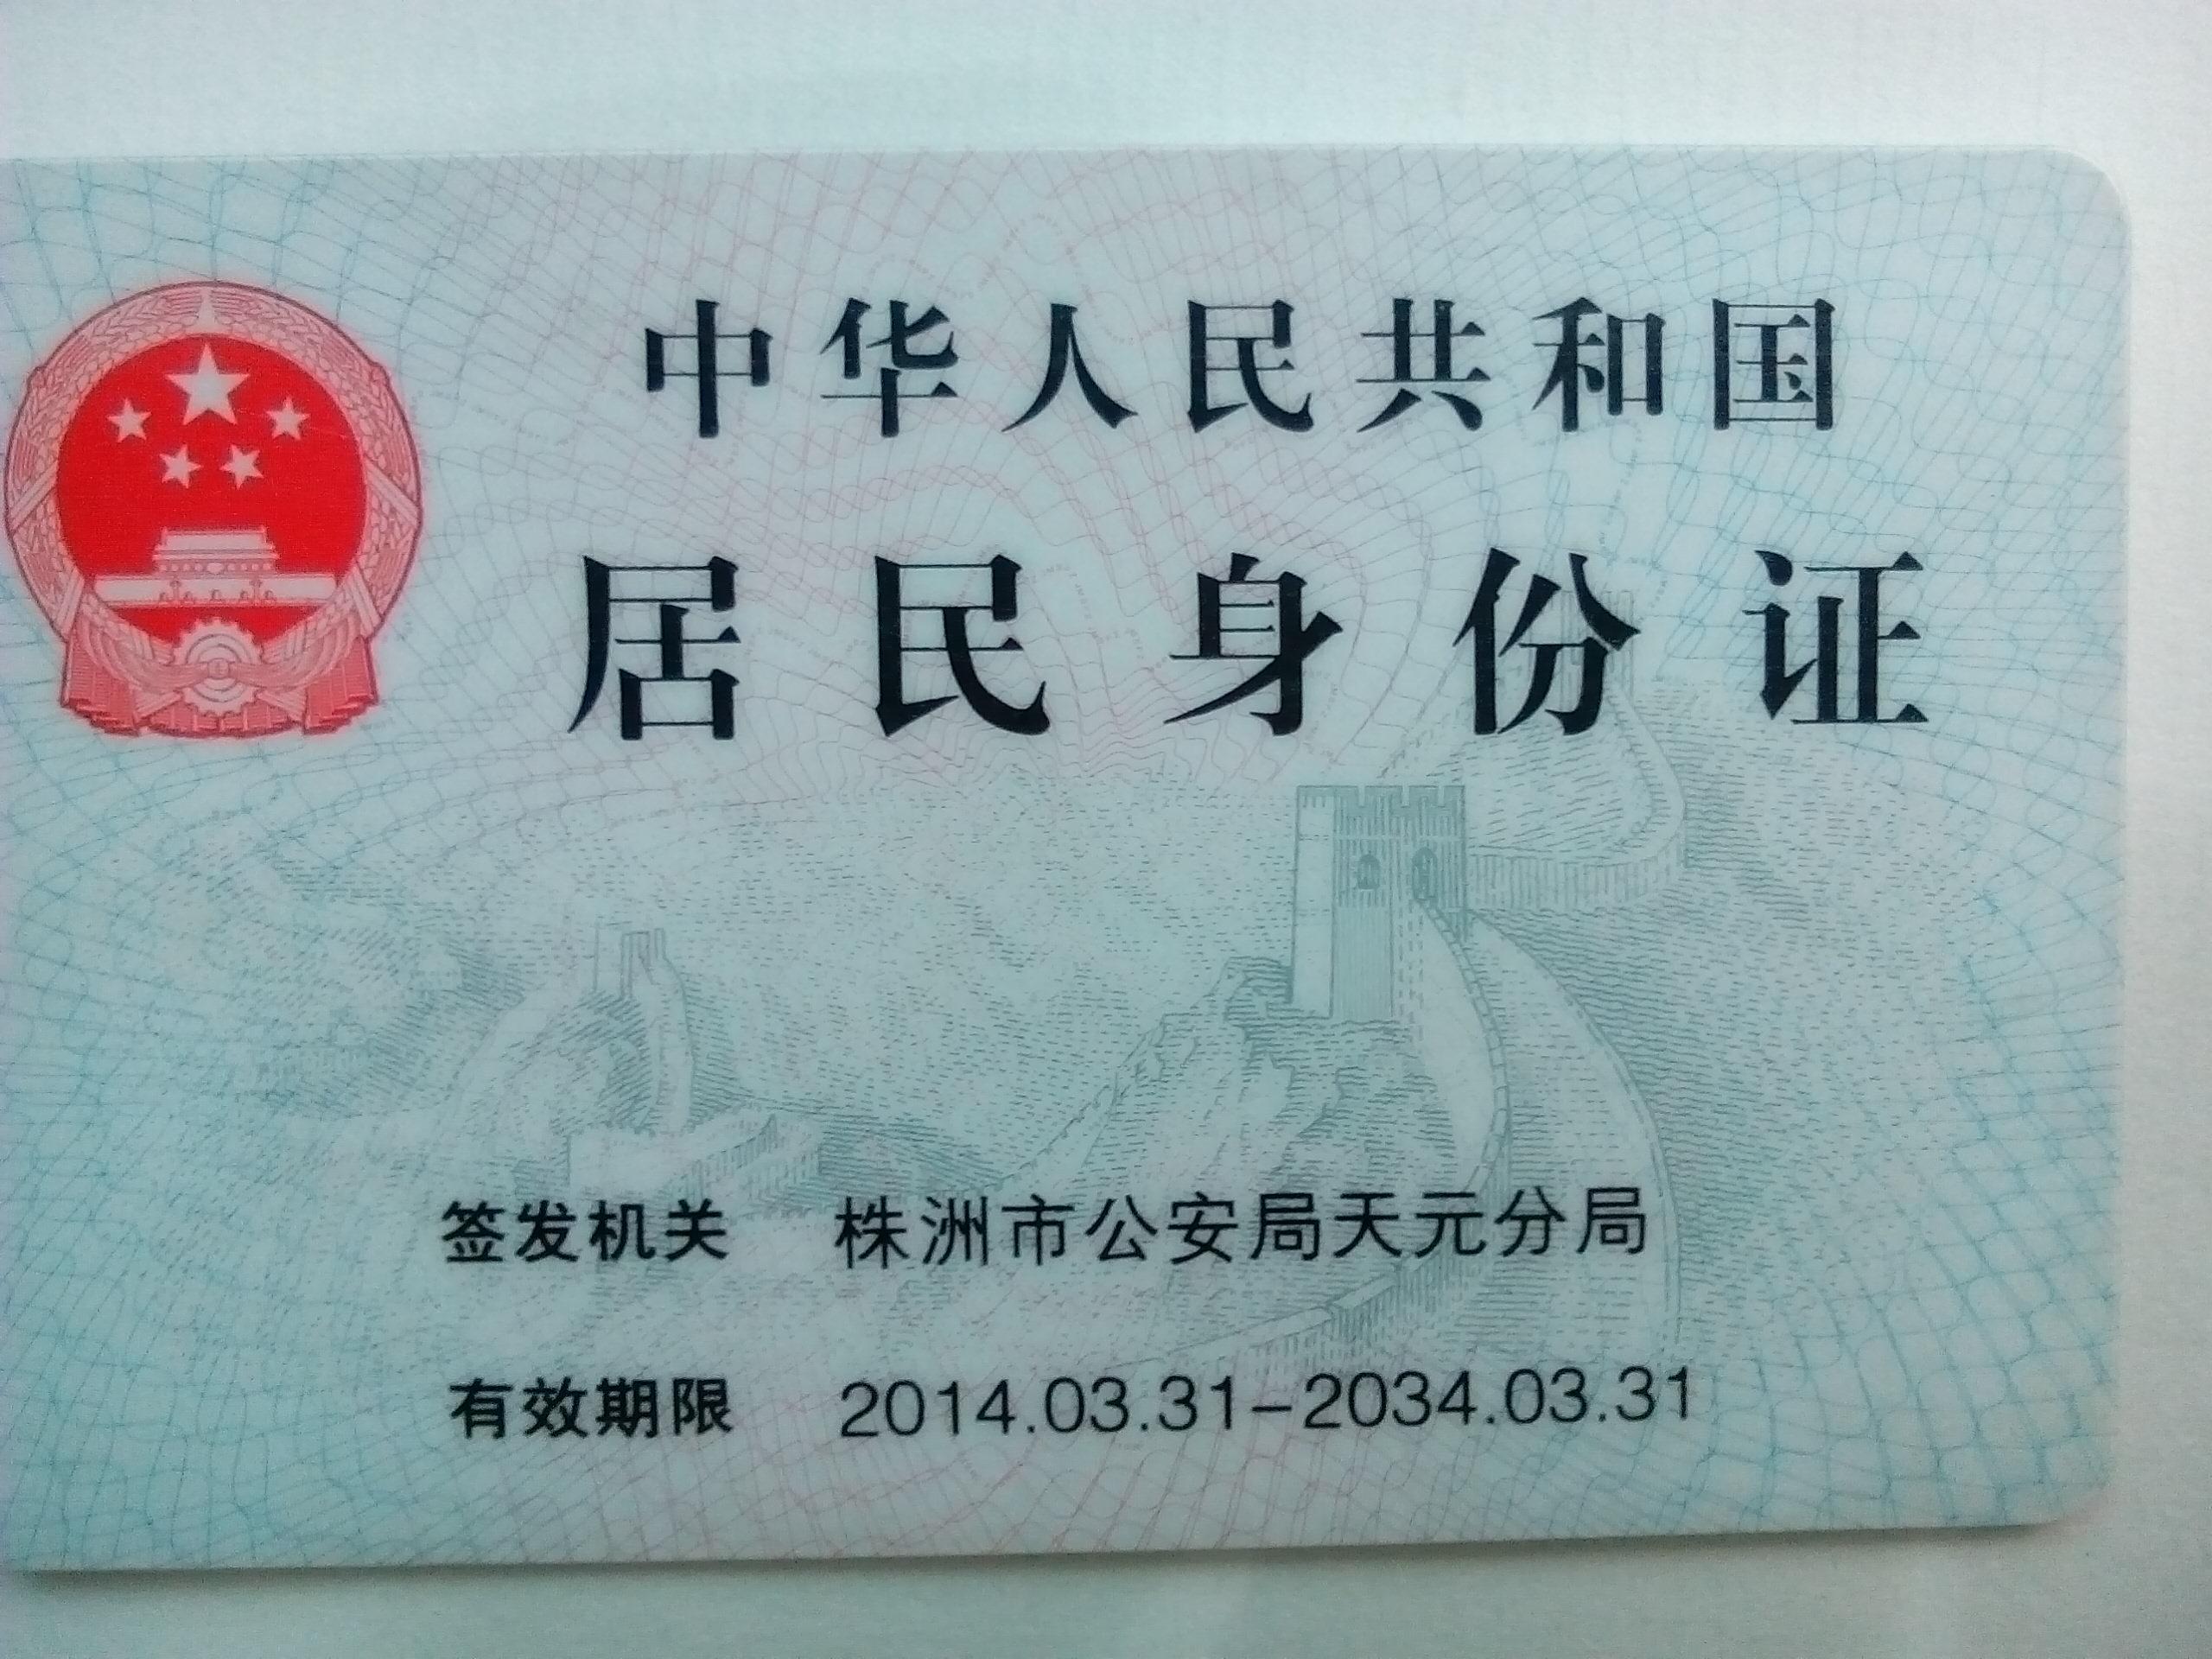 中华人民共和国
居民身份证
签发机关 株洲市公安局天元分局
有效期限 2014.03.31-2034.03.31